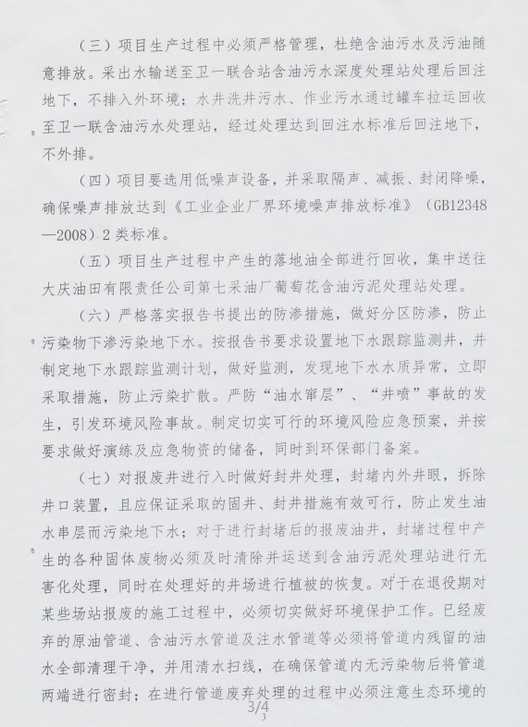 （三）项目生产过程中必须严格管理，杜绝含油污水及污油随
意排放。采出水输送至卫一联合站含油污水深度处理站处理后回注
地下，不排入外环境；水井洗井污水、作业污水通过罐车拉运回收
至卫一联含油污水处理站，经过处理达到回注水标准后回注地下，
不外排。
（四）项目要选用低噪声设备，并采取隔声、减振、封闭降噪，
确保噪声排放达到《工业企业厂界环境噪声排放标准》（GB12348
—2008）2 类标准。
（五）项目生产过程中产生的落地油全部进行回收，集中送往
大庆油田有限责任公司第七采油厂葡萄花含油污泥处理站处理。
（六）严格落实报告书提出的防渗措施，做好分区防渗，防止
污染物下渗污染地下水。按报告书要求设置地下水跟踪监测井，并
制定地下水跟踪监测计划，做好监测，发现地下水水质异常，立即
采取措施，防止污染扩散。严防“油水窜层”、“井喷”事故的发
生，引发环境风险事故。制定切实可行的环境风险应急预案，并按
要求做好演练及应急物资的储备，同时到环保部门备案。
（七）对报废井进行入时做好封井处理，封堵内外井眼，拆除
井口装置，且应保证采取的固井、封井措施有效可行，防止发生油
水串层而污染地下水；对于进行封堵后的报废油井，封堵过程中产
生的各种固体废物必须及时清除并运送到含油污泥处理站进行无
害化处理，同时在处理好的井场进行植被的恢复。对于在退役期对
某些场站报废的施工过程中，必须切实做好环境保护工作。已经废
弃的原油管道、含油污水管道及注水管道等必须将管道内残留的油
水全部清理干净，并用清水扫线，在确保管道内无污染物后将管道
两端进行密封；在进行管道废弃处理的过程中必须注意生态环境的
3/4
3